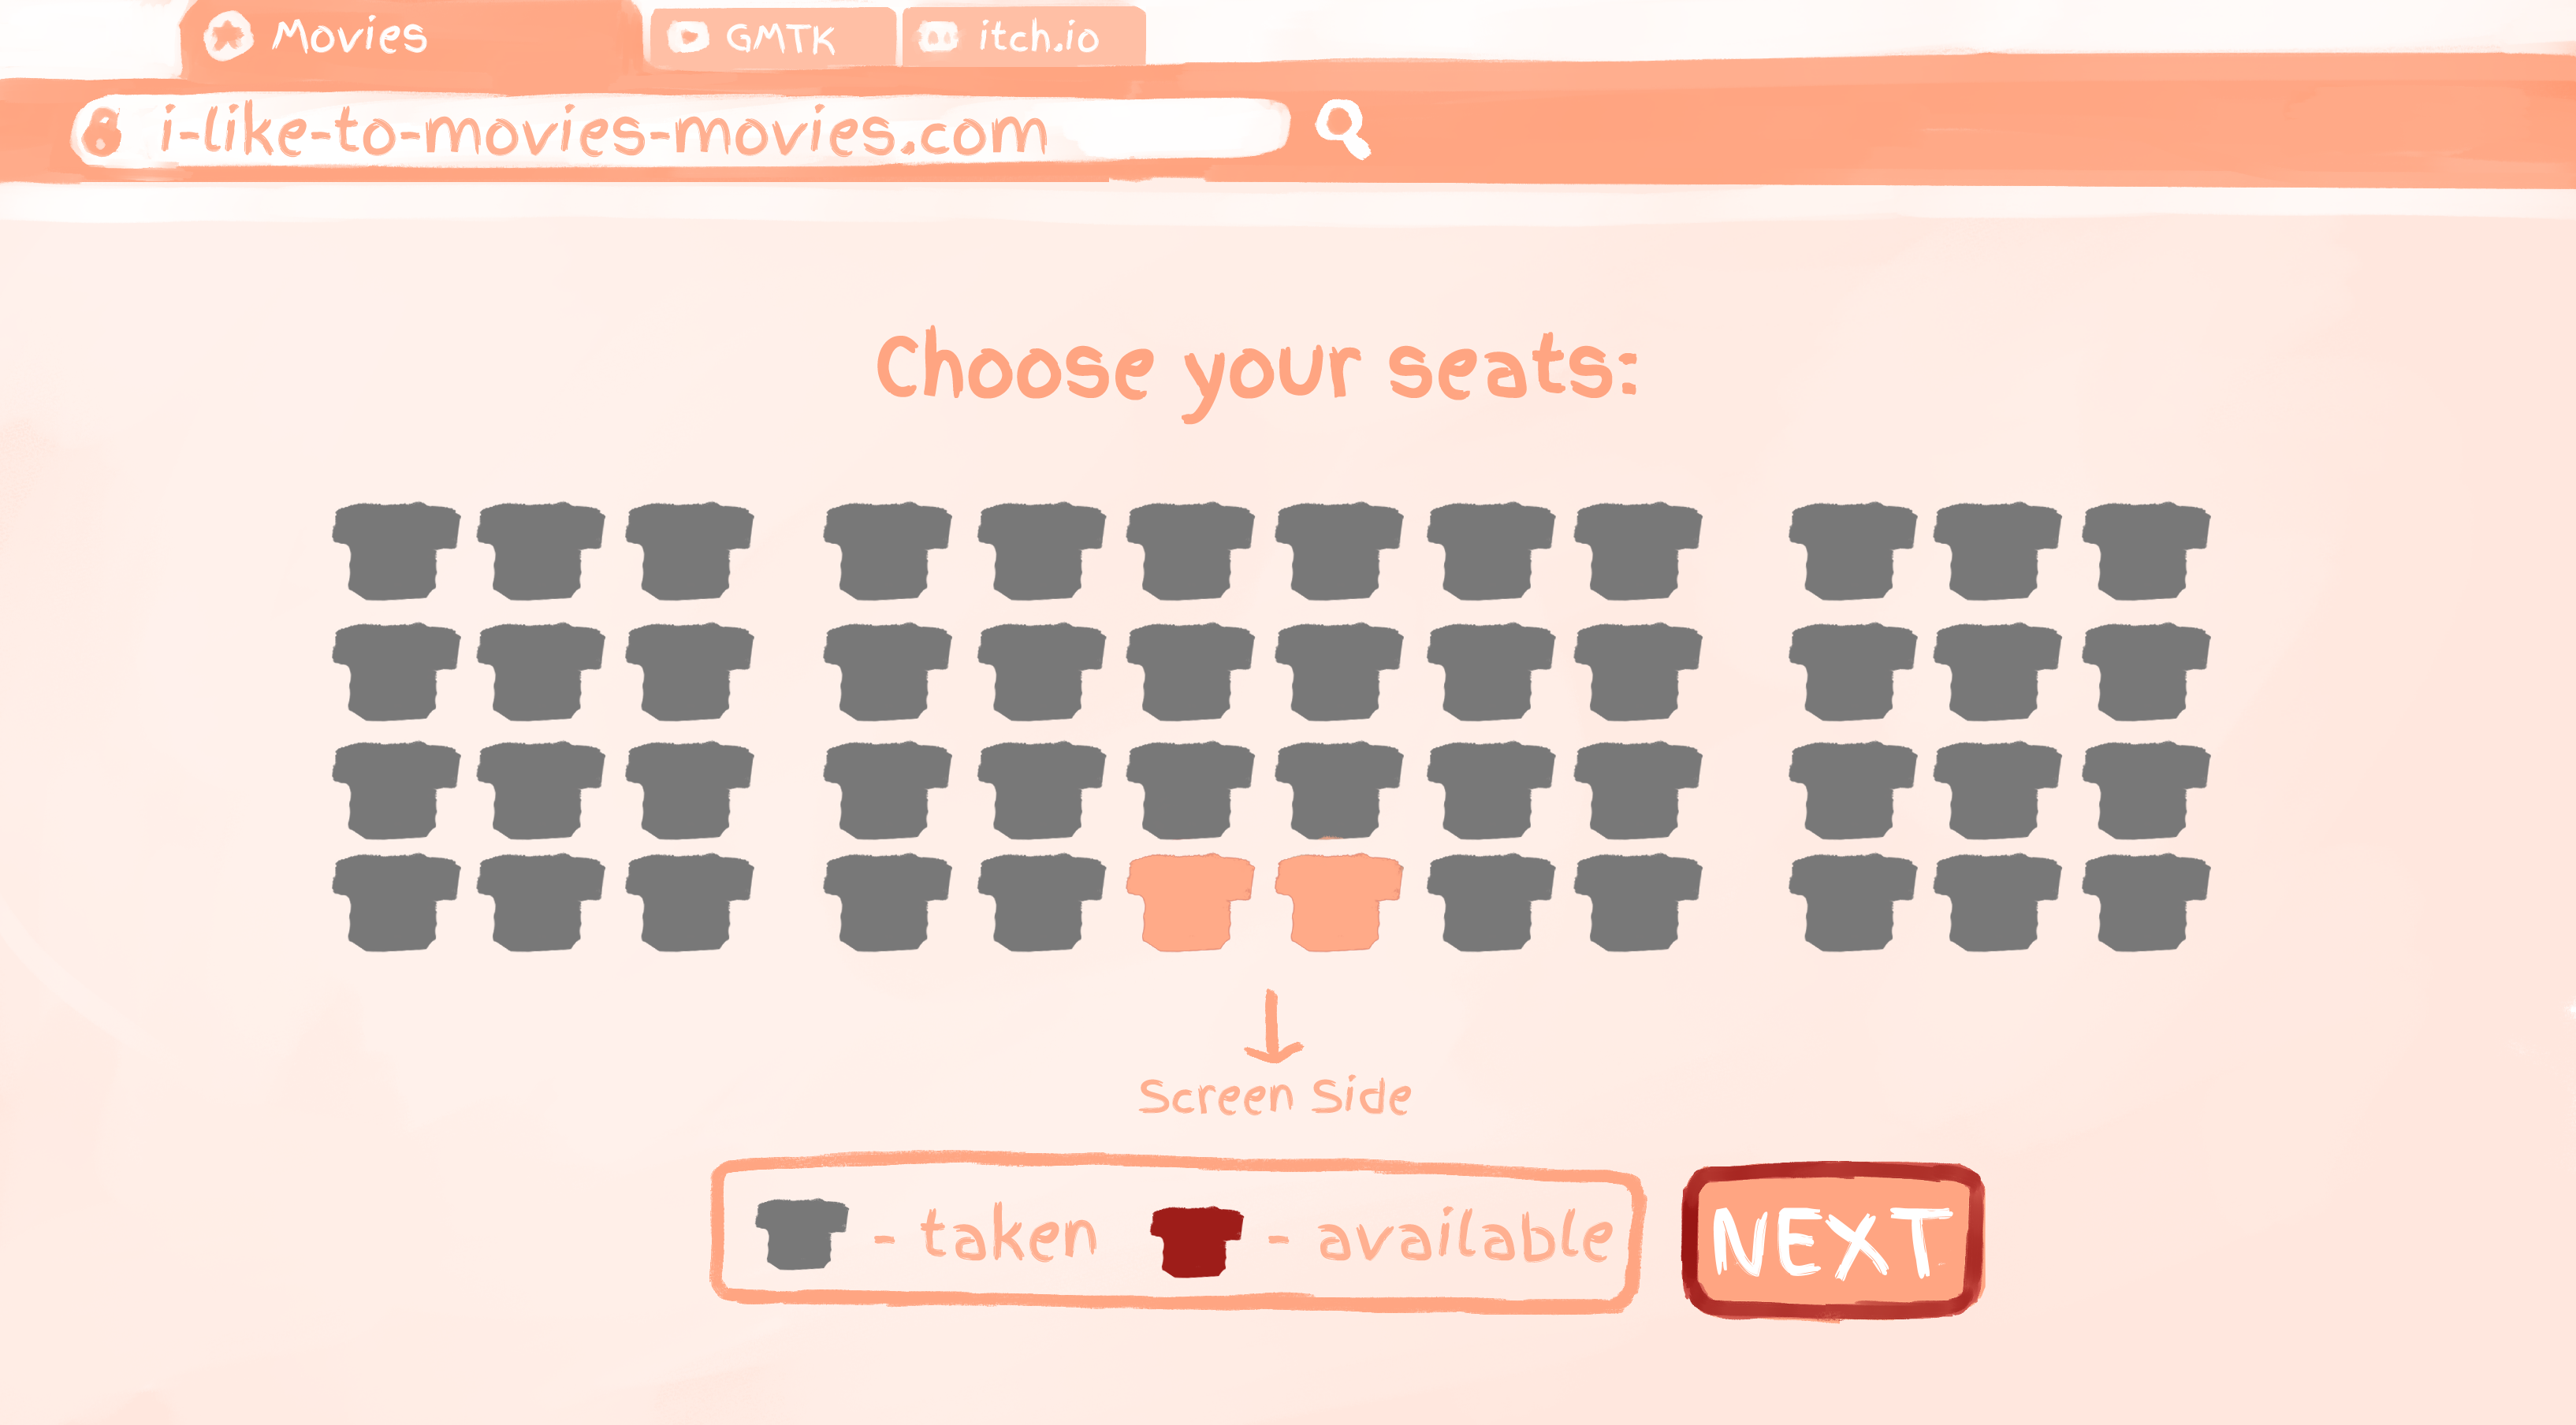 Movies
GMTK
itch.io
i-like-to-movies-movies.com
Choose your seats:
Screen Side
- taken
- available
NEXT